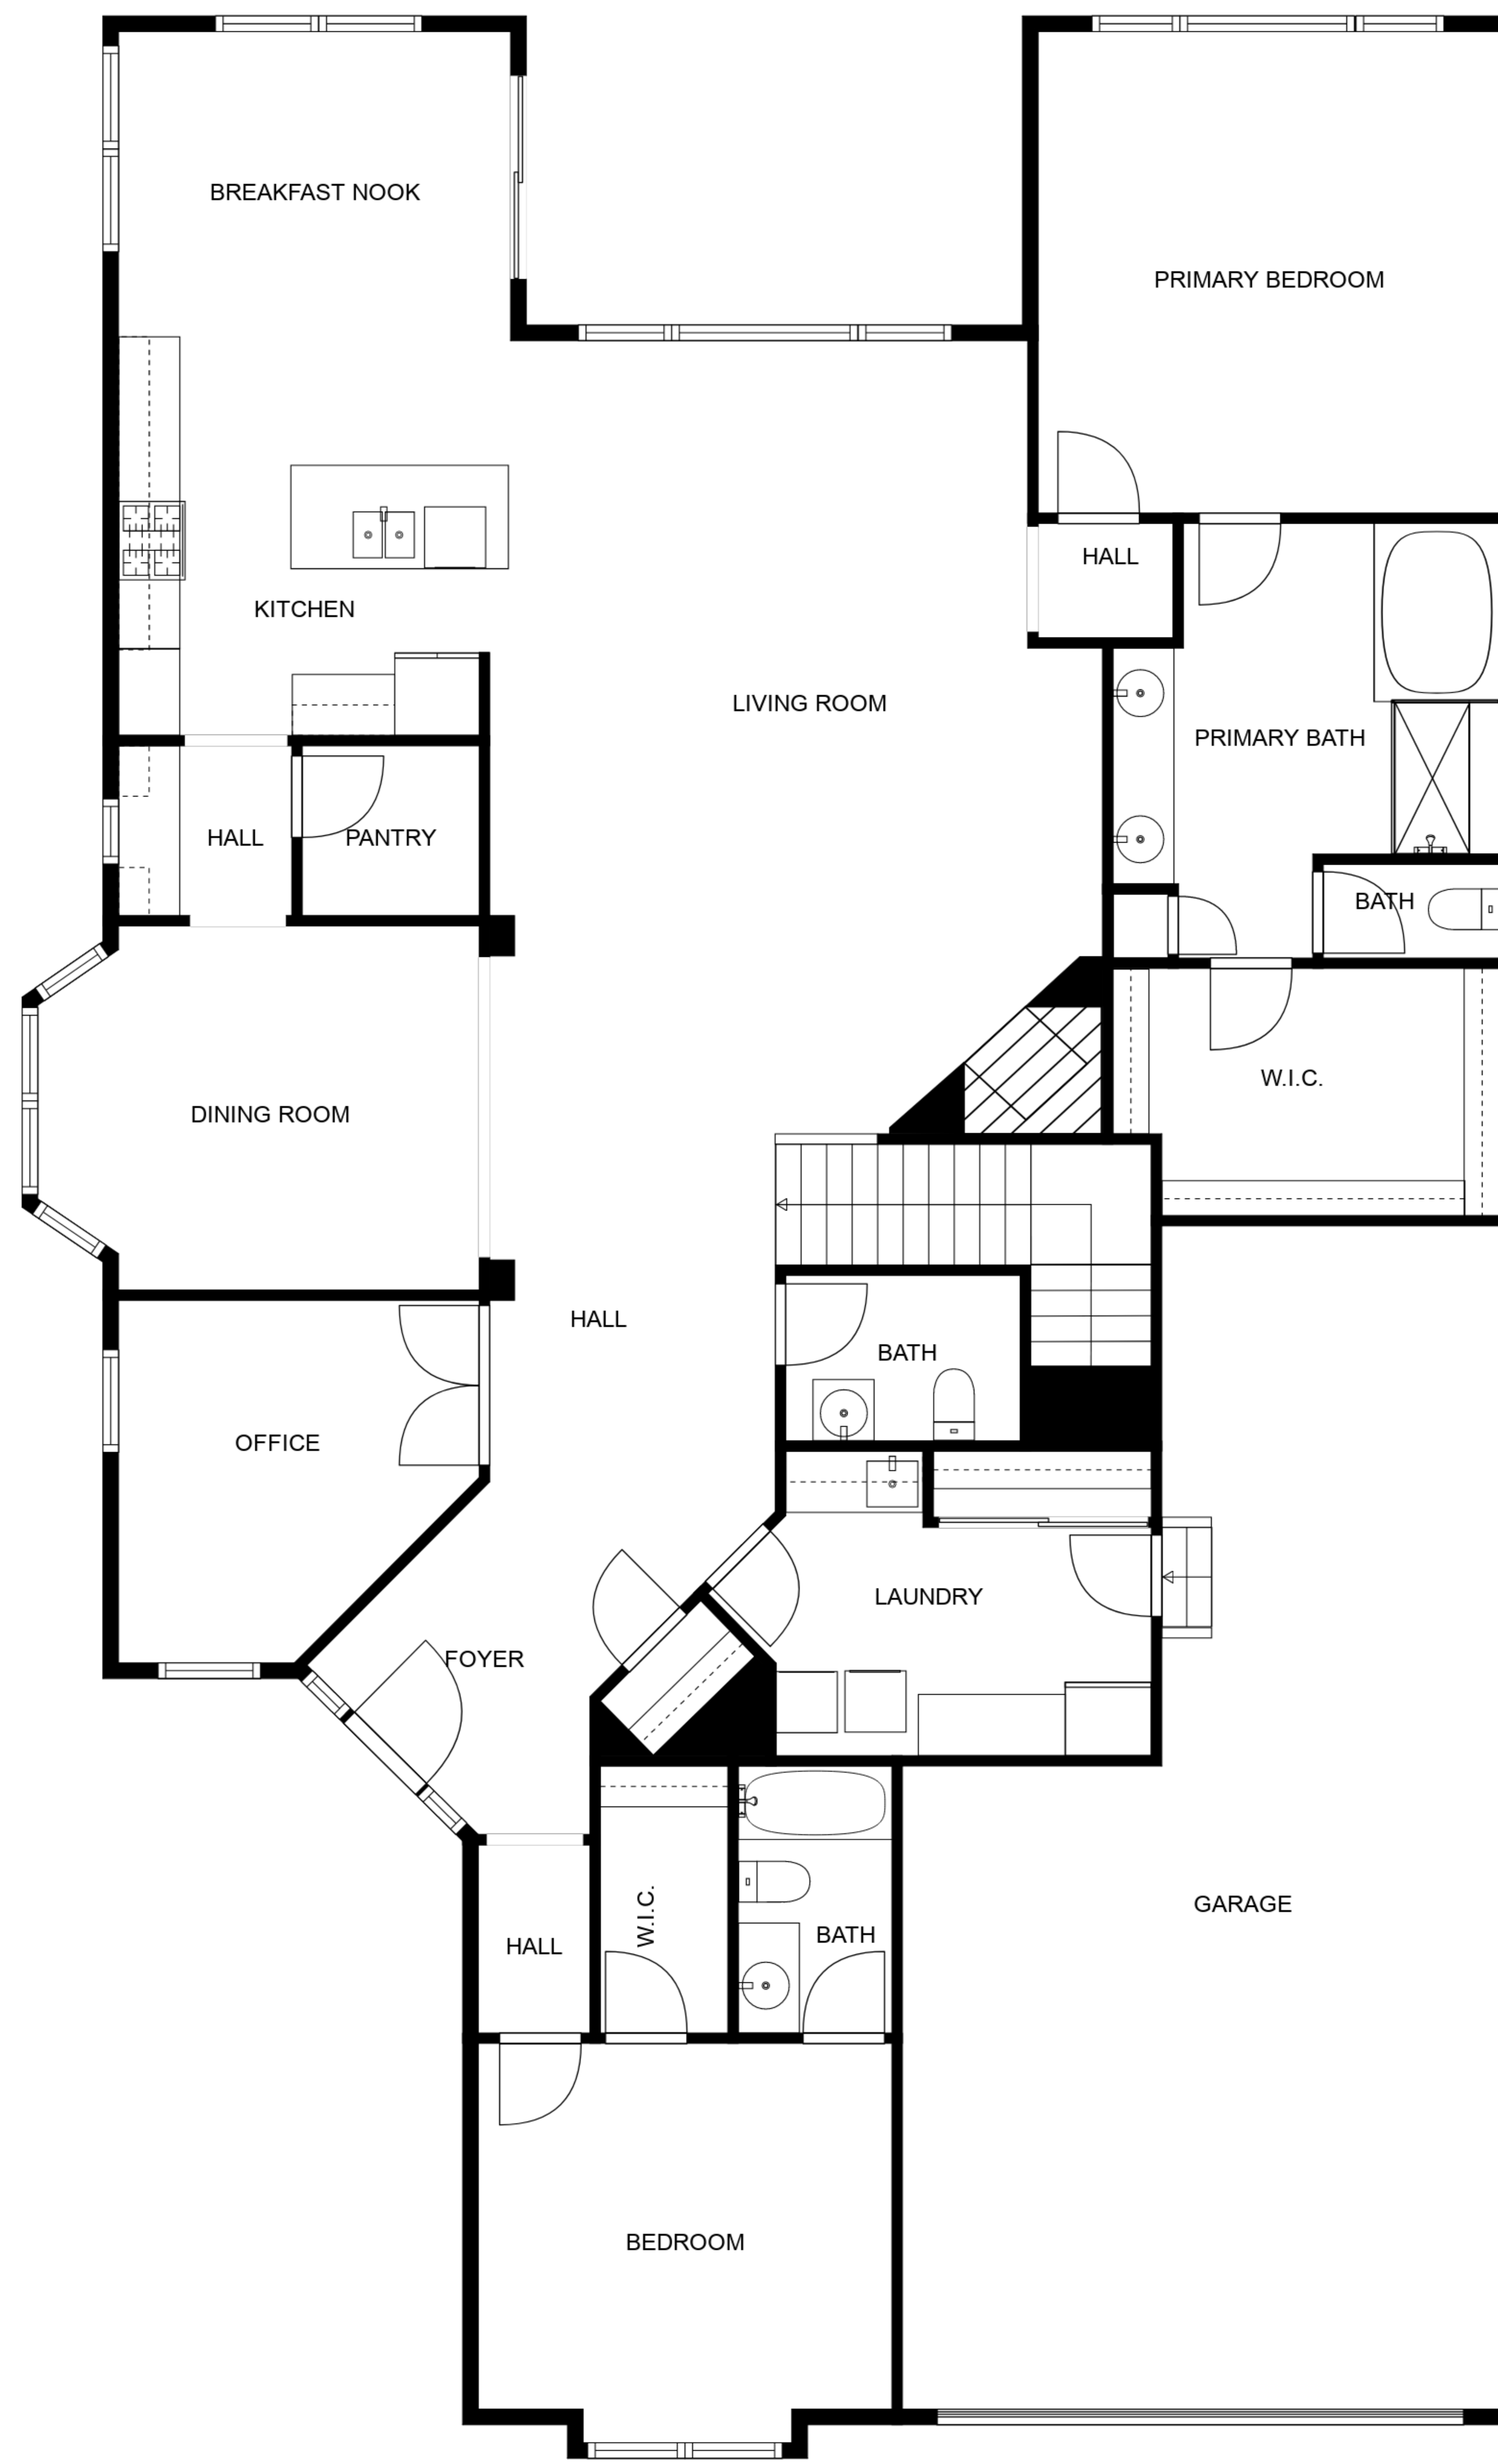 BREAKFAST NOOK
PRIMARY BEDROOM
HALL
KITCHEN
LIVING ROOM
PRIMARY BATH
HALL
PANTRY
BATH
W.I.C.
DINING ROOM
HALL
BATH
OFFICE
LAUNDRY
FOYER
GARAGE
W.I.C.
BATH
HALL
BEDROOM